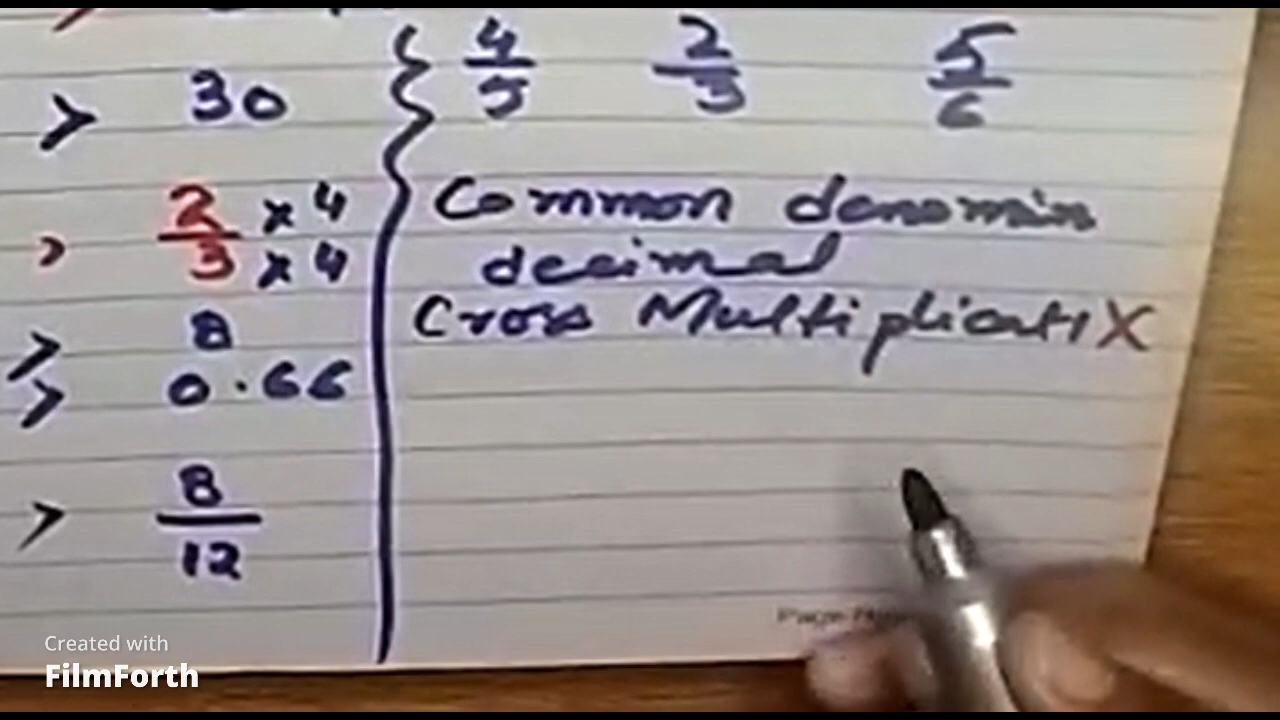 > 30
4/5 2/3 5/6
> 2/3 ×4 ×4
> 8
> 0.66
> 8/12
Common denomin
decimal
Cross Multiplicati X
Created with
FilmForth